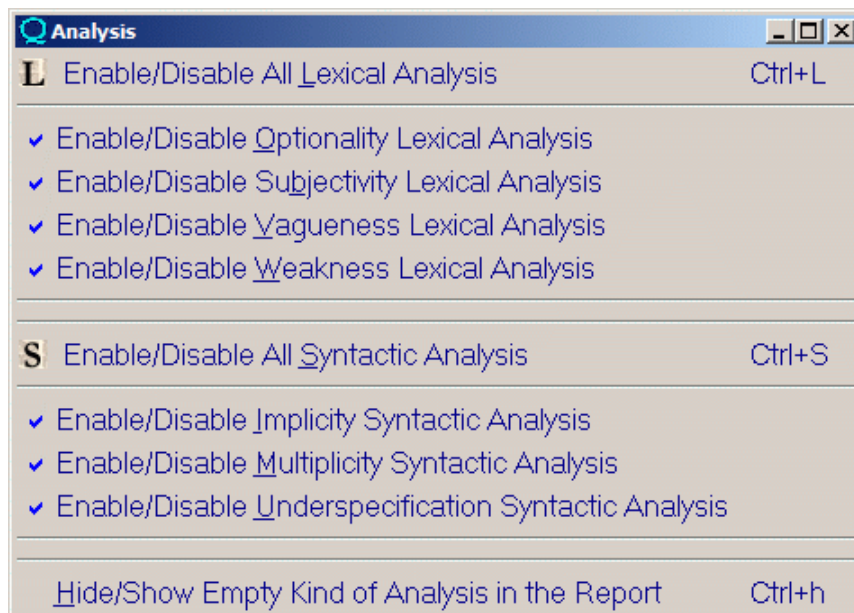 Analysis
L Enable/Disable All Lexical Analysis Ctrl+L
Enable/Disable Optionality Lexical Analysis
Enable/Disable Subjectivity Lexical Analysis
Enable/Disable Vagueness Lexical Analysis
Enable/Disable Weakness Lexical Analysis
S Enable/Disable All Syntactic Analysis Ctrl+S
Enable/Disable Implicity Syntactic Analysis
Enable/Disable Multiplicity Syntactic Analysis
Enable/Disable Underspecification Syntactic Analysis
Hide/Show Empty Kind of Analysis in the Report Ctrl+h